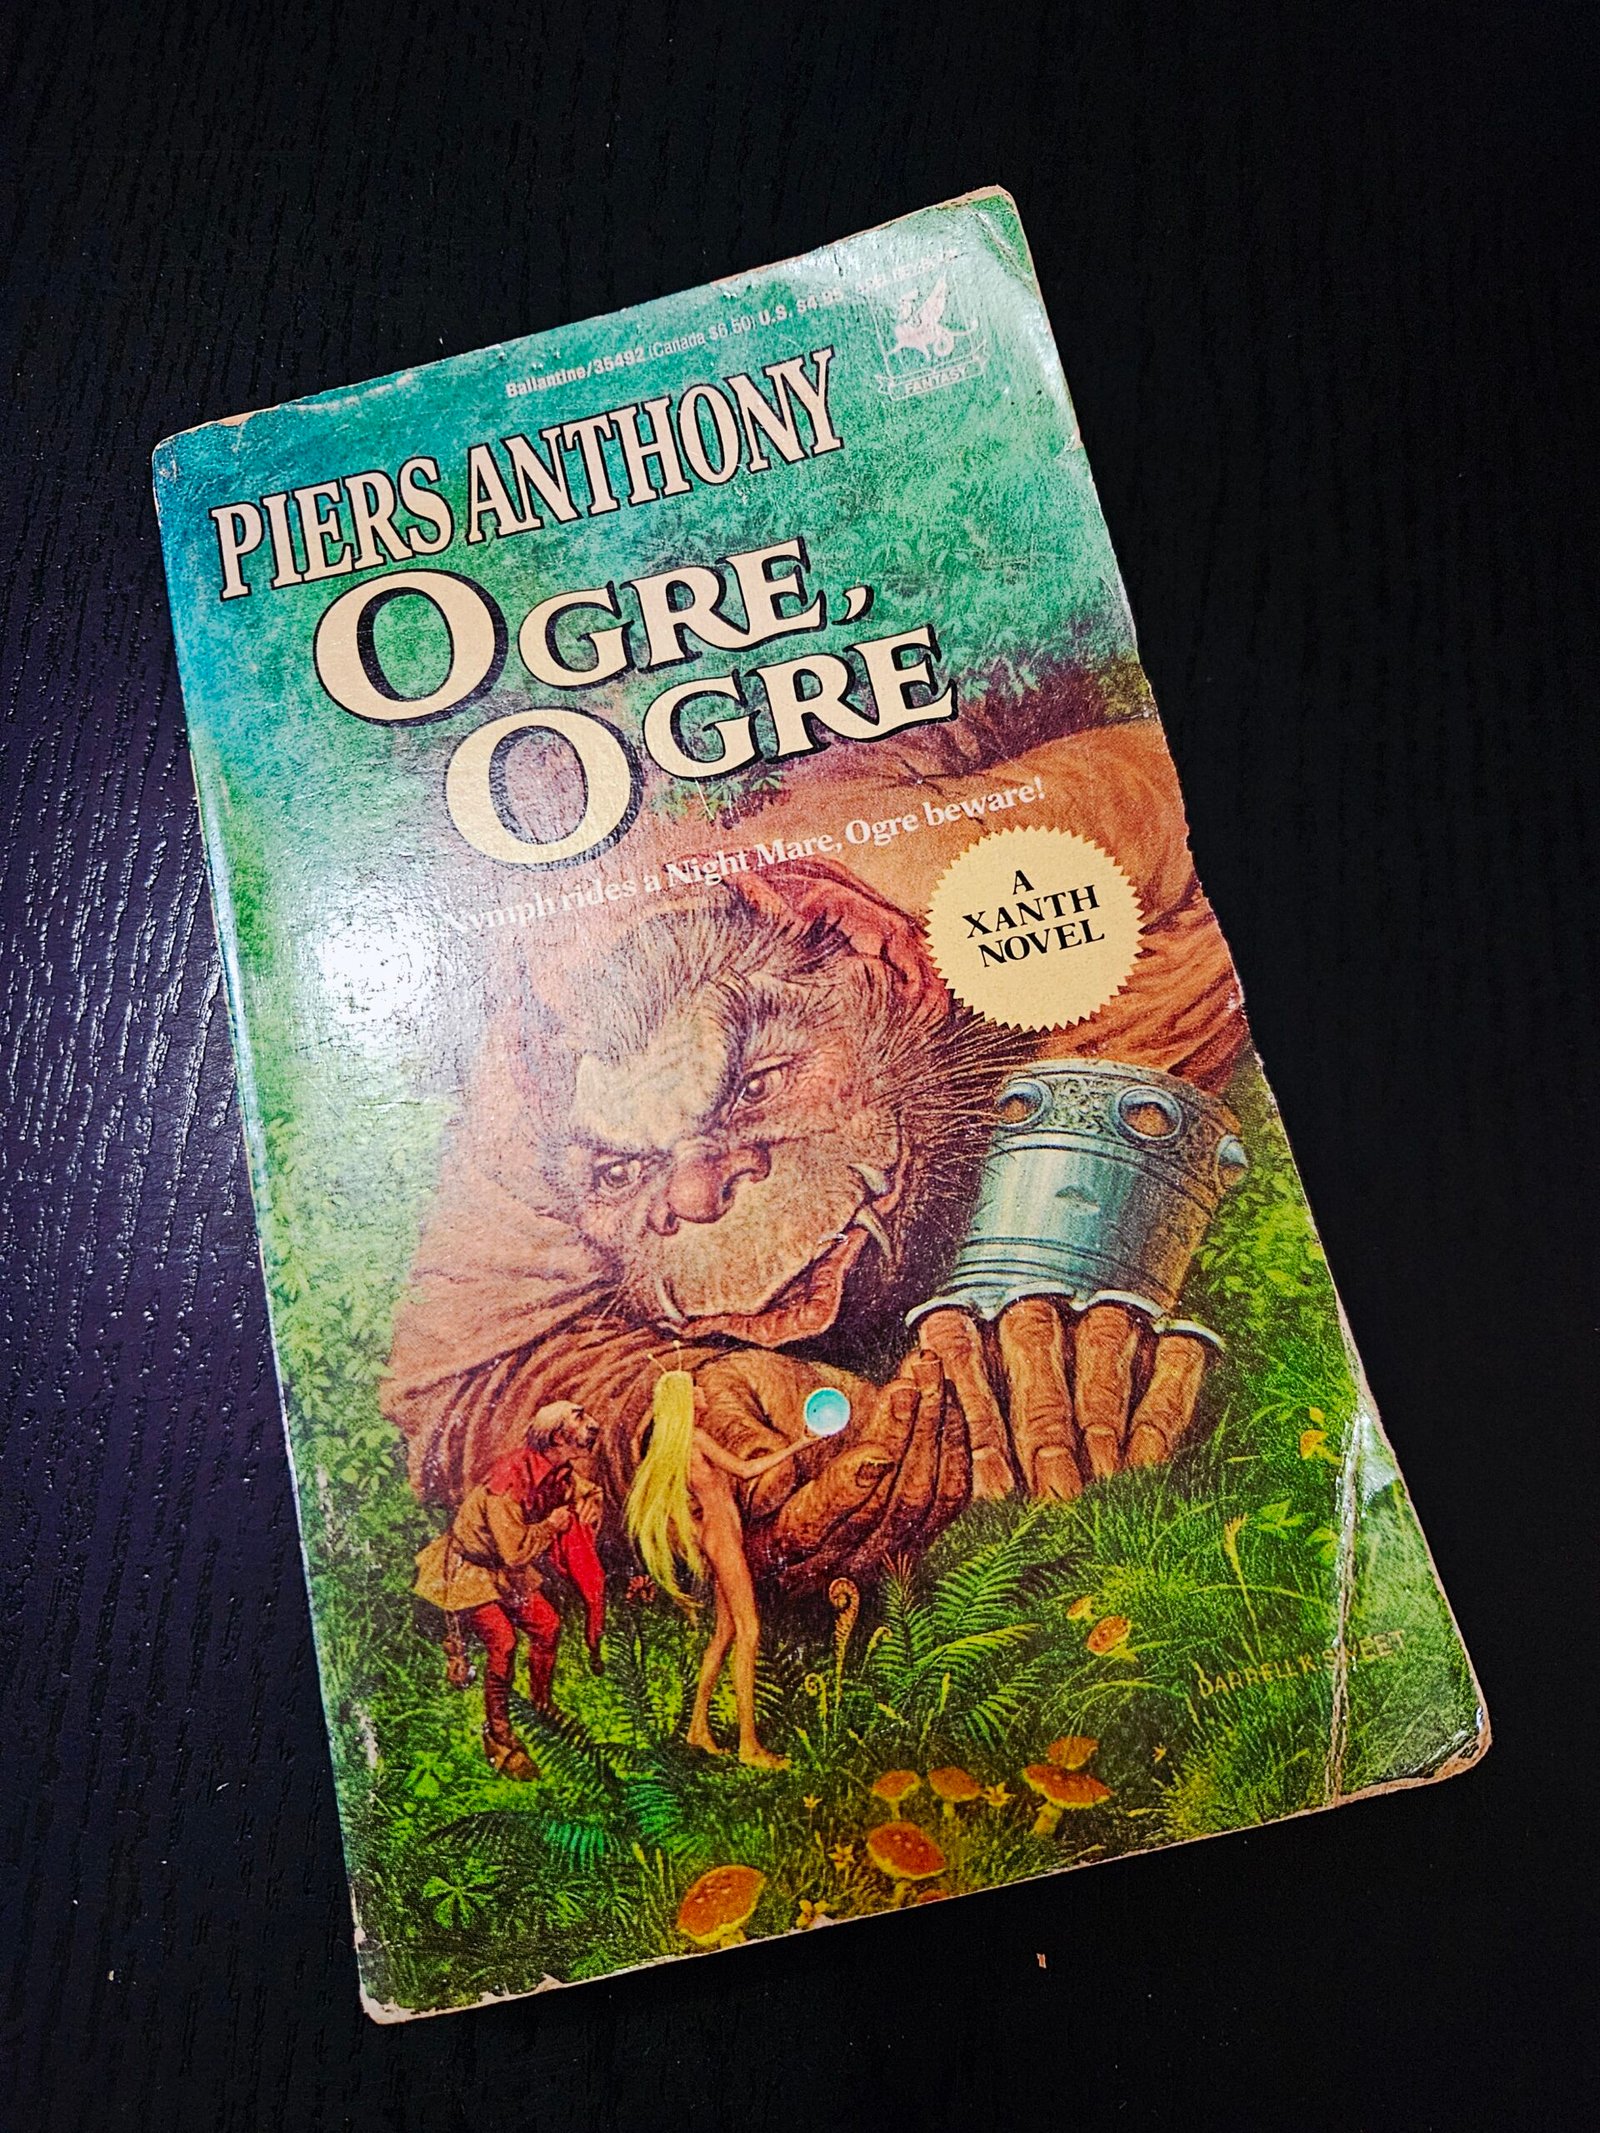 Ballantine/35492 (Canada $6.50) U.S. $4.95
FANTASY
PIERS ANTHONY
OGRE,
OGRE
Nymph rides a Night Mare, Ogre beware!
A
XANTH
NOVEL
DARRELL K. SWEET